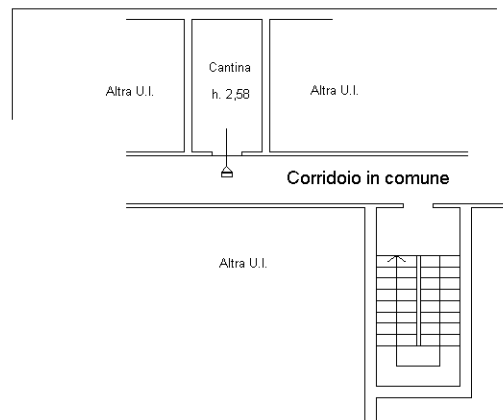 Cantina
h. 2,58
Altra U.I.
Altra U.I.
Corridoio in comune
Altra U.I.